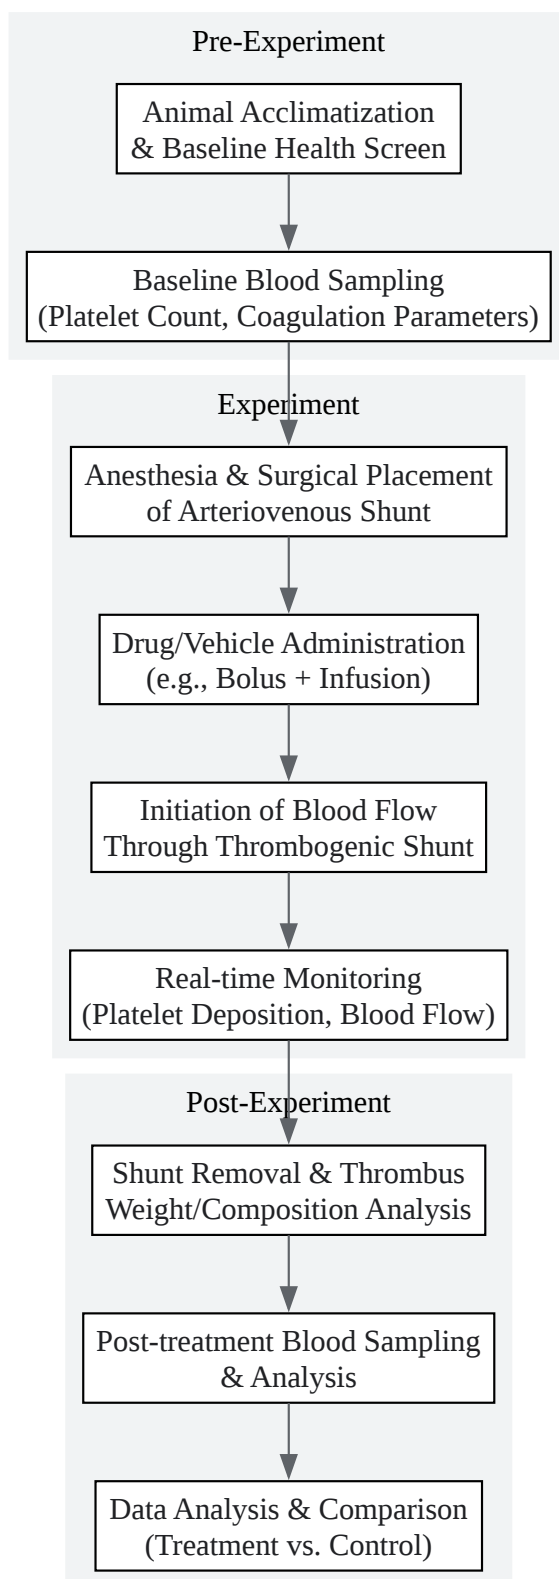 Pre-Experiment
Animal Acclimatization
& Baseline Health Screen
Baseline Blood Sampling
(Platelet Count, Coagulation Parameters)
Experiment
Anesthesia & Surgical Placement
of Arteriovenous Shunt
Drug/Vehicle Administration
(e.g., Bolus + Infusion)
Initiation of Blood Flow
Through Thrombogenic Shunt
Real-time Monitoring
(Platelet Deposition, Blood Flow)
Post-Experiment
Shunt Removal & Thrombus
Weight/Composition Analysis
Post-treatment Blood Sampling
& Analysis
Data Analysis & Comparison
(Treatment vs. Control)